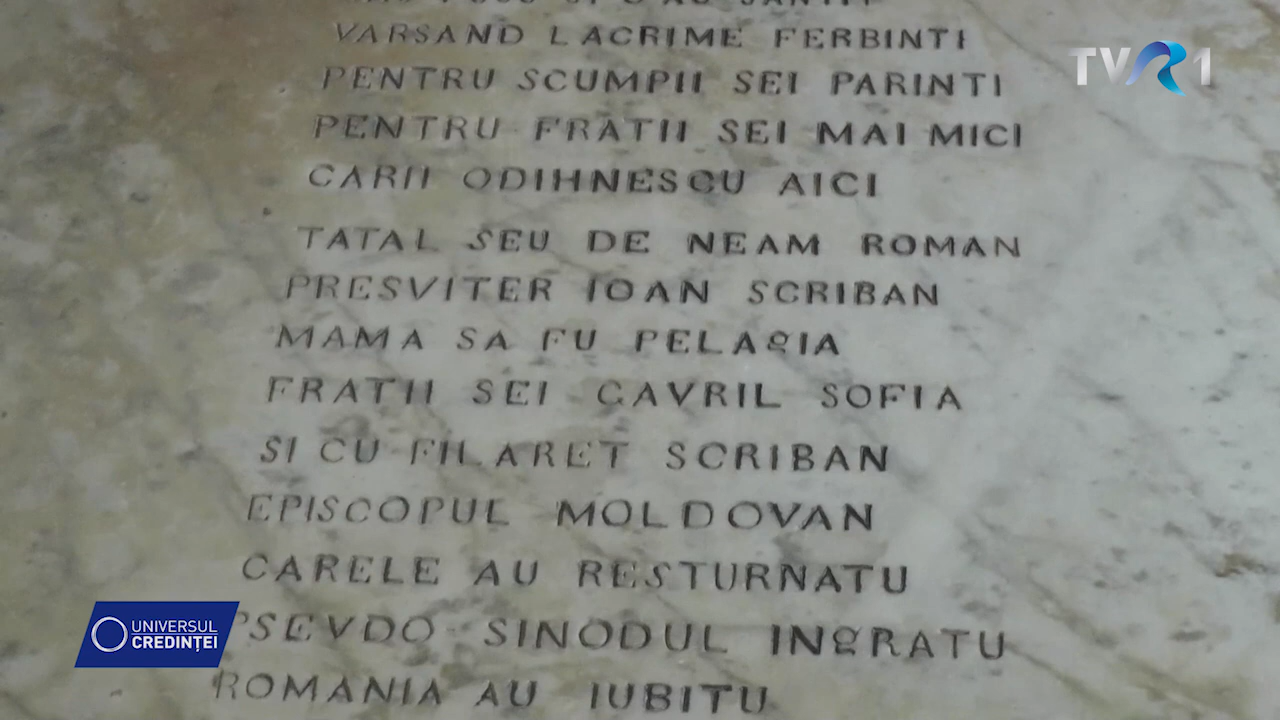 VARSAND LACRIME FERBINTI
PENTRU SCUMPII SEI PARINTI
PENTRU FRATII SEI MAI MICI
CARII ODIHNESCU AICI
TATAL SEU DE NEAM ROMAN
PRESVITER IOAN SCRIBAN
MAMA SA FU PELAGIA
FRATII SEI GAVRIL SOFIA
SI CU FILARET SCRIBAN
EPISCOPUL MOLDOVAN
CARELE AU RESTURNATU
PSEVDO SINODUL INGRATU
ROMANIA AU IUBITU
TVR1
UNIVERSUL
CREDINȚEI